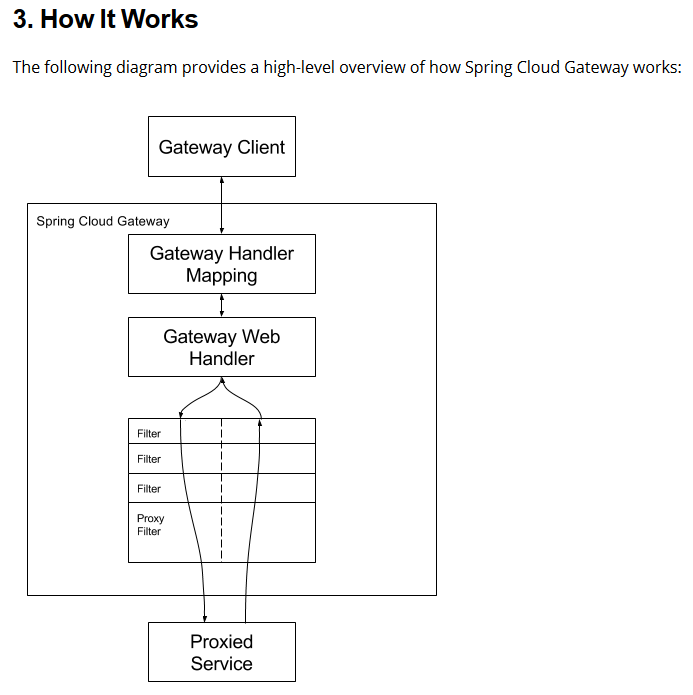 3. How It Works
The following diagram provides a high-level overview of how Spring Cloud Gateway works:
Gateway Client
Spring Cloud Gateway
Gateway Handler
Mapping
Gateway Web
Handler
Filter
Filter
Filter
Proxy
Filter
Proxied
Service